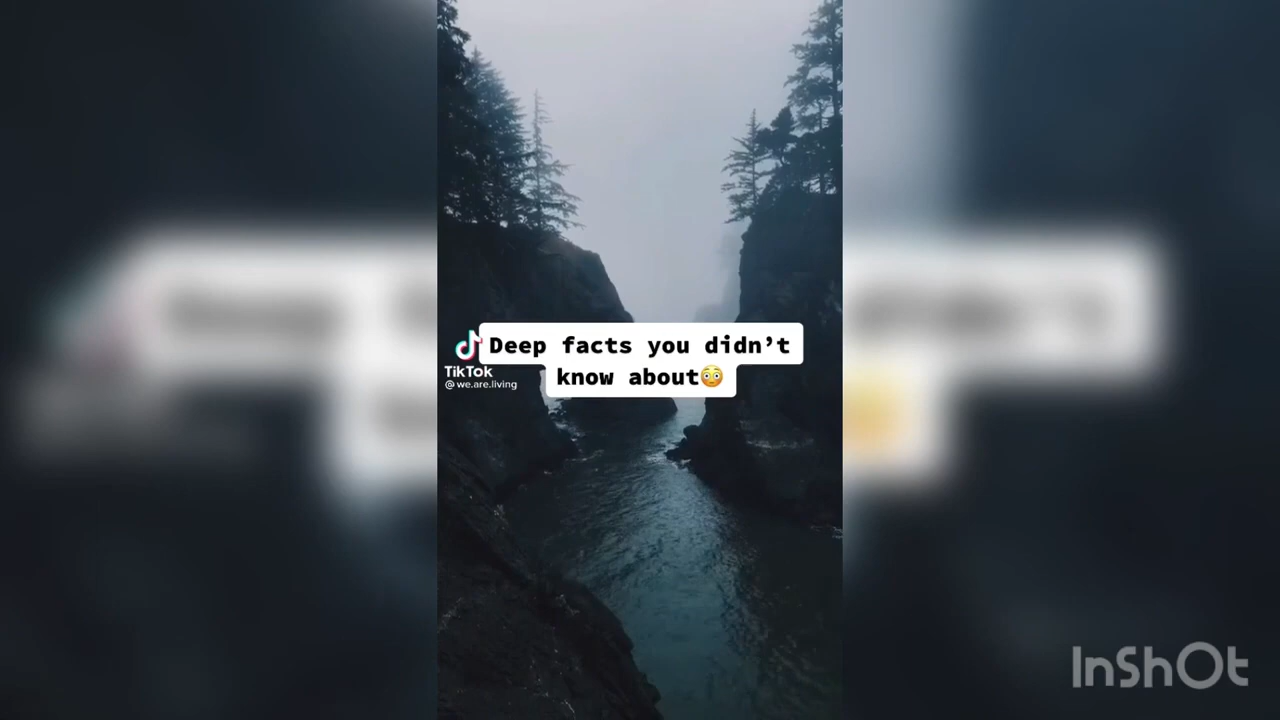 Deep facts you didn’t
know about😳
TikTok
@we.are.living
InShOt